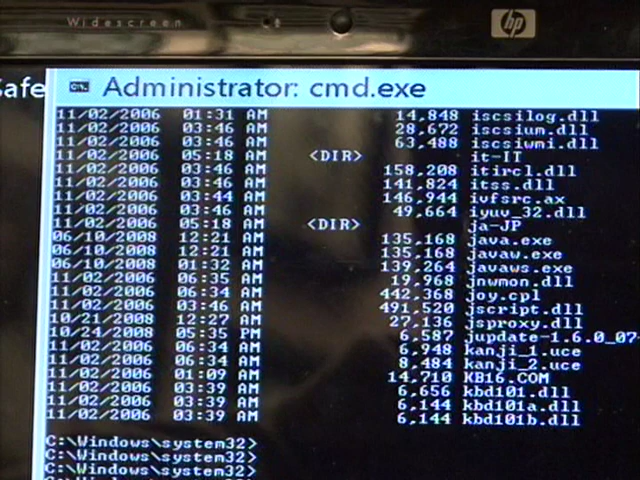 Widescreen
hp
Safe
Administrator: cmd.exe
11/02/2006 01:31 AM 14,848 iscsilog.dll
11/02/2006 03:46 AM 28,672 iscsium.dll
11/02/2006 03:46 AM 63,488 iscsiwmi.dll
11/02/2006 05:18 AM <DIR> it-IT
11/02/2006 03:46 AM 158,208 itircl.dll
11/02/2006 03:46 AM 141,824 itss.dll
11/02/2006 03:44 AM 146,944 ivfsrc.ax
11/02/2006 03:46 AM 49,664 iyuv_32.dll
11/02/2006 05:18 AM <DIR> ja-JP
06/10/2008 12:21 AM 135,168 java.exe
06/10/2008 12:21 AM 135,168 javaw.exe
06/10/2008 01:32 AM 139,264 javaws.exe
11/02/2006 06:35 AM 19,968 jnwmon.dll
11/02/2006 06:34 AM 442,368 joy.cpl
11/02/2006 03:46 AM 491,520 jscript.dll
10/21/2008 12:27 AM 27,136 jsproxy.dll
10/24/2008 05:35 PM 6,587 jupdate-1.6.0_07-
11/02/2006 06:34 AM 6,948 kanji_1.uce
11/02/2006 06:34 AM 8,484 kanji_2.uce
11/02/2006 01:09 AM 14,710 KB16.COM
11/02/2006 03:39 AM 6,656 kbd101.dll
11/02/2006 03:39 AM 6,144 kbd101a.dll
11/02/2006 03:39 AM 6,144 kbd101b.dll
C:\Windows\system32>
C:\Windows\system32>
C:\Windows\system32>